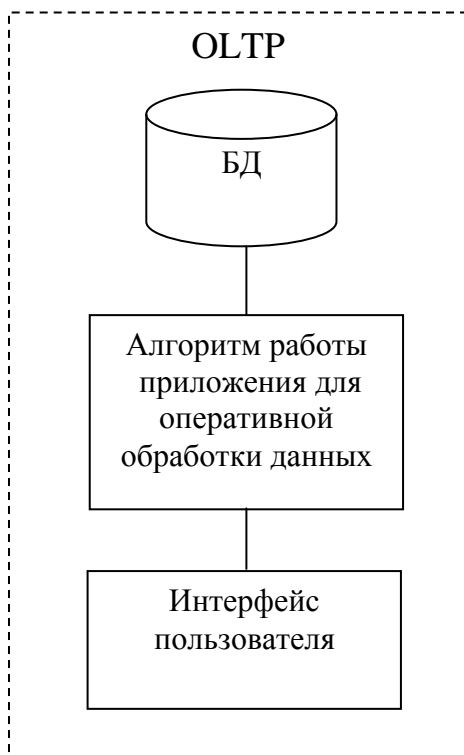 OLTP
БД
Алгоритм работы
приложения для
оперативной
обработки данных
Интерфейс
пользователя